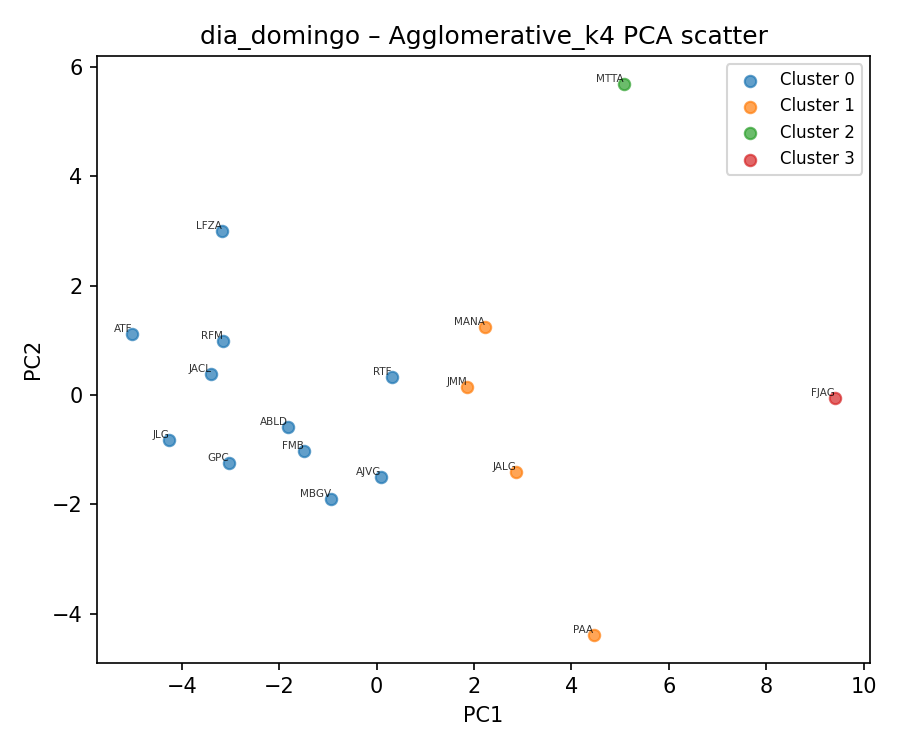 dia_domingo – Agglomerative_k4 PCA scatter
Cluster 0
Cluster 1
Cluster 2
Cluster 3
MTTA
LFZA
ATF
RFM
JACL
MANA
RTF
JMM
FJAG
JLG
ABLD
FMB
GPC
AJVG
JALG
MBGV
PAA
6
4
2
0
−2
−4
PC2
−4
−2
0
2
4
6
8
10
PC1